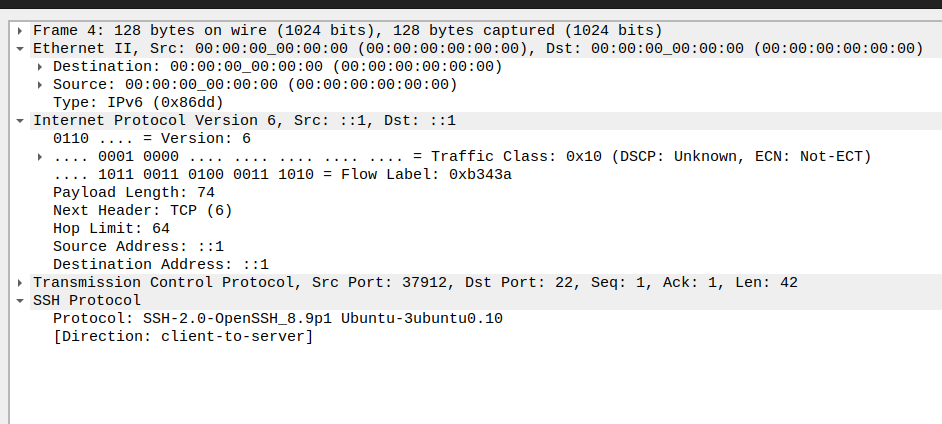 Frame 4: 128 bytes on wire (1024 bits), 128 bytes captured (1024 bits)
Ethernet II, Src: 00:00:00_00:00:00 (00:00:00:00:00:00), Dst: 00:00:00_00:00:00 (00:00:00:00:00:00)
Destination: 00:00:00_00:00:00 (00:00:00:00:00:00)
Source: 00:00:00_00:00:00 (00:00:00:00:00:00)
Type: IPv6 (0x86dd)
Internet Protocol Version 6, Src: ::1, Dst: ::1
0110 .... = Version: 6
.... 0001 0000 .... .... .... .... .... = Traffic Class: 0x10 (DSCP: Unknown, ECN: Not-ECT)
.... 1011 0011 0100 0011 1010 = Flow Label: 0xb343a
Payload Length: 74
Next Header: TCP (6)
Hop Limit: 64
Source Address: ::1
Destination Address: ::1
Transmission Control Protocol, Src Port: 37912, Dst Port: 22, Seq: 1, Ack: 1, Len: 42
SSH Protocol
Protocol: SSH-2.0-OpenSSH_8.9p1 Ubuntu-3ubuntu0.10
[Direction: client-to-server]